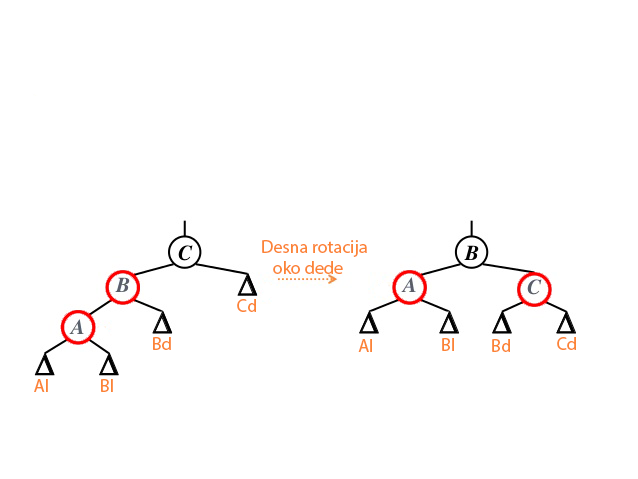 C
B
A
Cd
Bd
Al
Bl
Desna rotacija
oko dede
B
A
C
Al
Bl
Bd
Cd